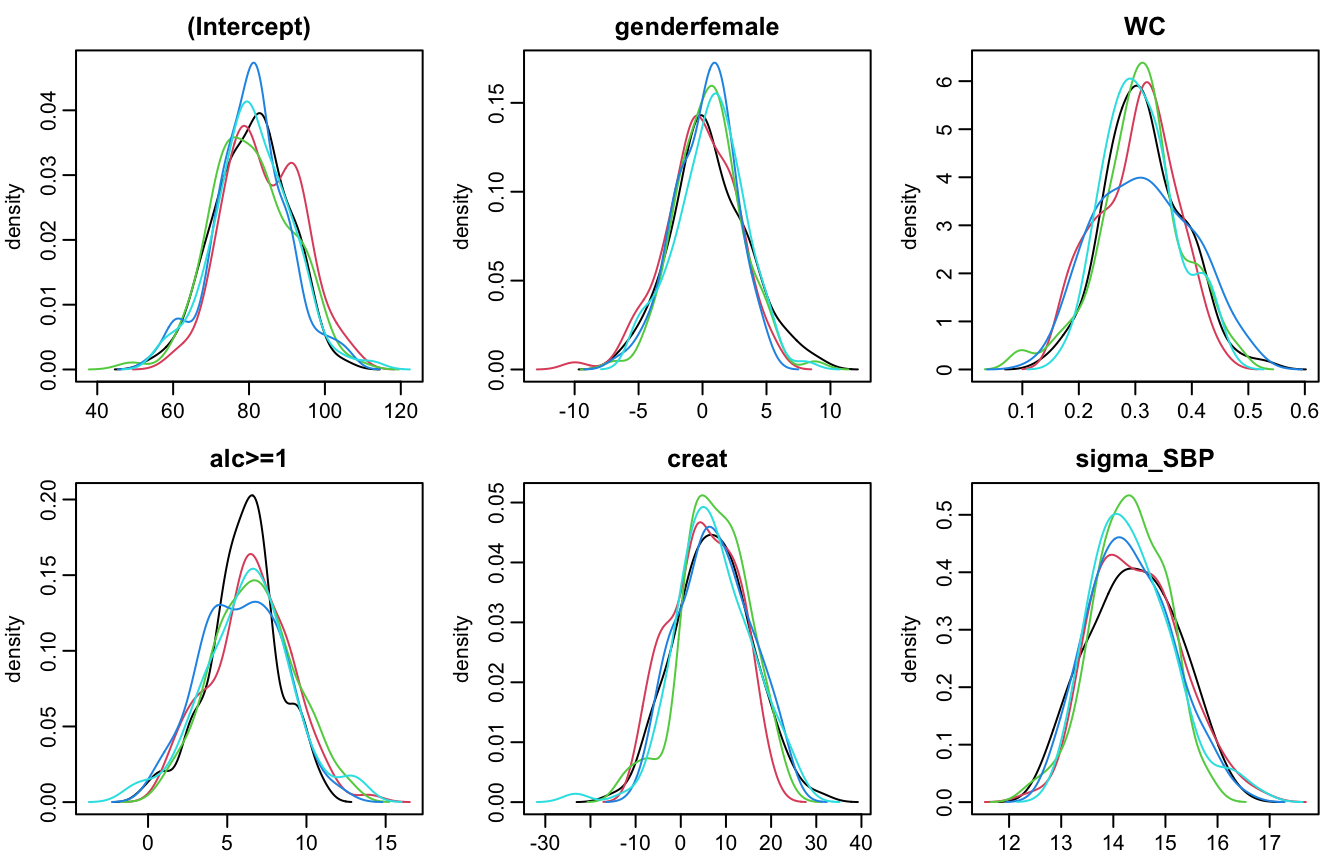 (Intercept)
density
0.00 0.01 0.02 0.03 0.04
40 60 80 100 120
genderfemale
density
0.00 0.05 0.10 0.15
-10 -5 0 5 10
WC
density
0 1 2 3 4 5 6
0.1 0.2 0.3 0.4 0.5 0.6
alc>=1
density
0.00 0.05 0.10 0.15 0.20
0 5 10 15
creat
density
0.00 0.01 0.02 0.03 0.04 0.05
-30 -10 0 10 20 30 40
sigma_SBP
density
0.0 0.1 0.2 0.3 0.4 0.5
12 13 14 15 16 17